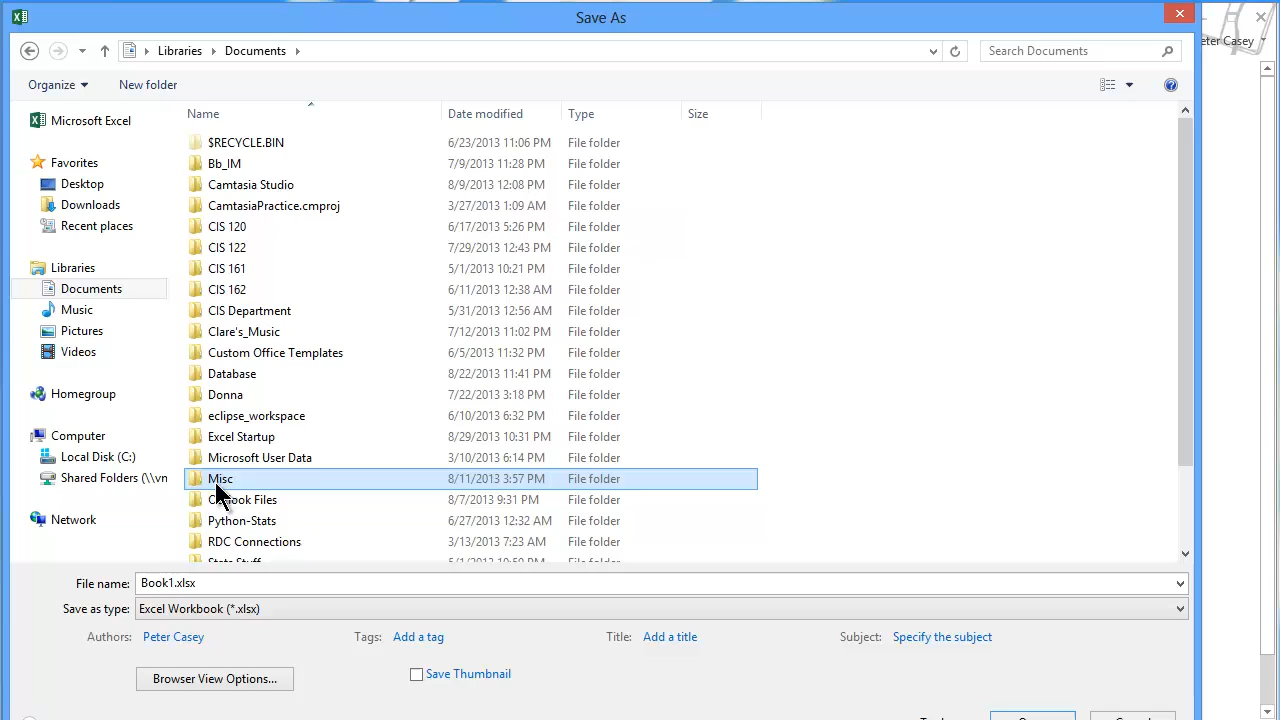 Save As
Peter Casey
Libraries Documents
Search Documents
Organize New folder
Name Date modified Type Size
Microsoft Excel
Favorites
Desktop
Downloads
Recent places
Libraries
Documents
Music
Pictures
Videos
Homegroup
Computer
Local Disk (C:)
Shared Folders (\\vn
Network
$RECYCLE.BIN 6/23/2013 11:06 PM File folder
Bb_IM 7/9/2013 11:28 PM File folder
Camtasia Studio 8/9/2013 12:08 PM File folder
CamtasiaPractice.cmproj 3/27/2013 1:09 AM File folder
CIS 120 6/17/2013 5:26 PM File folder
CIS 122 7/29/2013 12:43 PM File folder
CIS 161 5/1/2013 10:21 PM File folder
CIS 162 6/11/2013 12:38 AM File folder
CIS Department 5/31/2013 12:56 AM File folder
Clare's_Music 7/12/2013 11:02 PM File folder
Custom Office Templates 6/5/2013 11:32 PM File folder
Database 8/22/2013 11:41 PM File folder
Donna 7/22/2013 3:18 PM File folder
eclipse_workspace 6/10/2013 6:32 PM File folder
Excel Startup 8/29/2013 10:31 PM File folder
Microsoft User Data 3/10/2013 6:14 PM File folder
Misc 8/11/2013 3:57 PM File folder
Files 8/7/2013 9:31 PM File folder
Python-Stats 6/27/2013 12:32 AM File folder
RDC Connections 3/13/2013 7:23 AM File folder
File folder
File name: Book1.xlsx
Save as type: Excel Workbook (*.xlsx)
Authors: Peter Casey Tags: Add a tag Title: Add a title Subject: Specify the subject
Browser View Options... Save Thumbnail